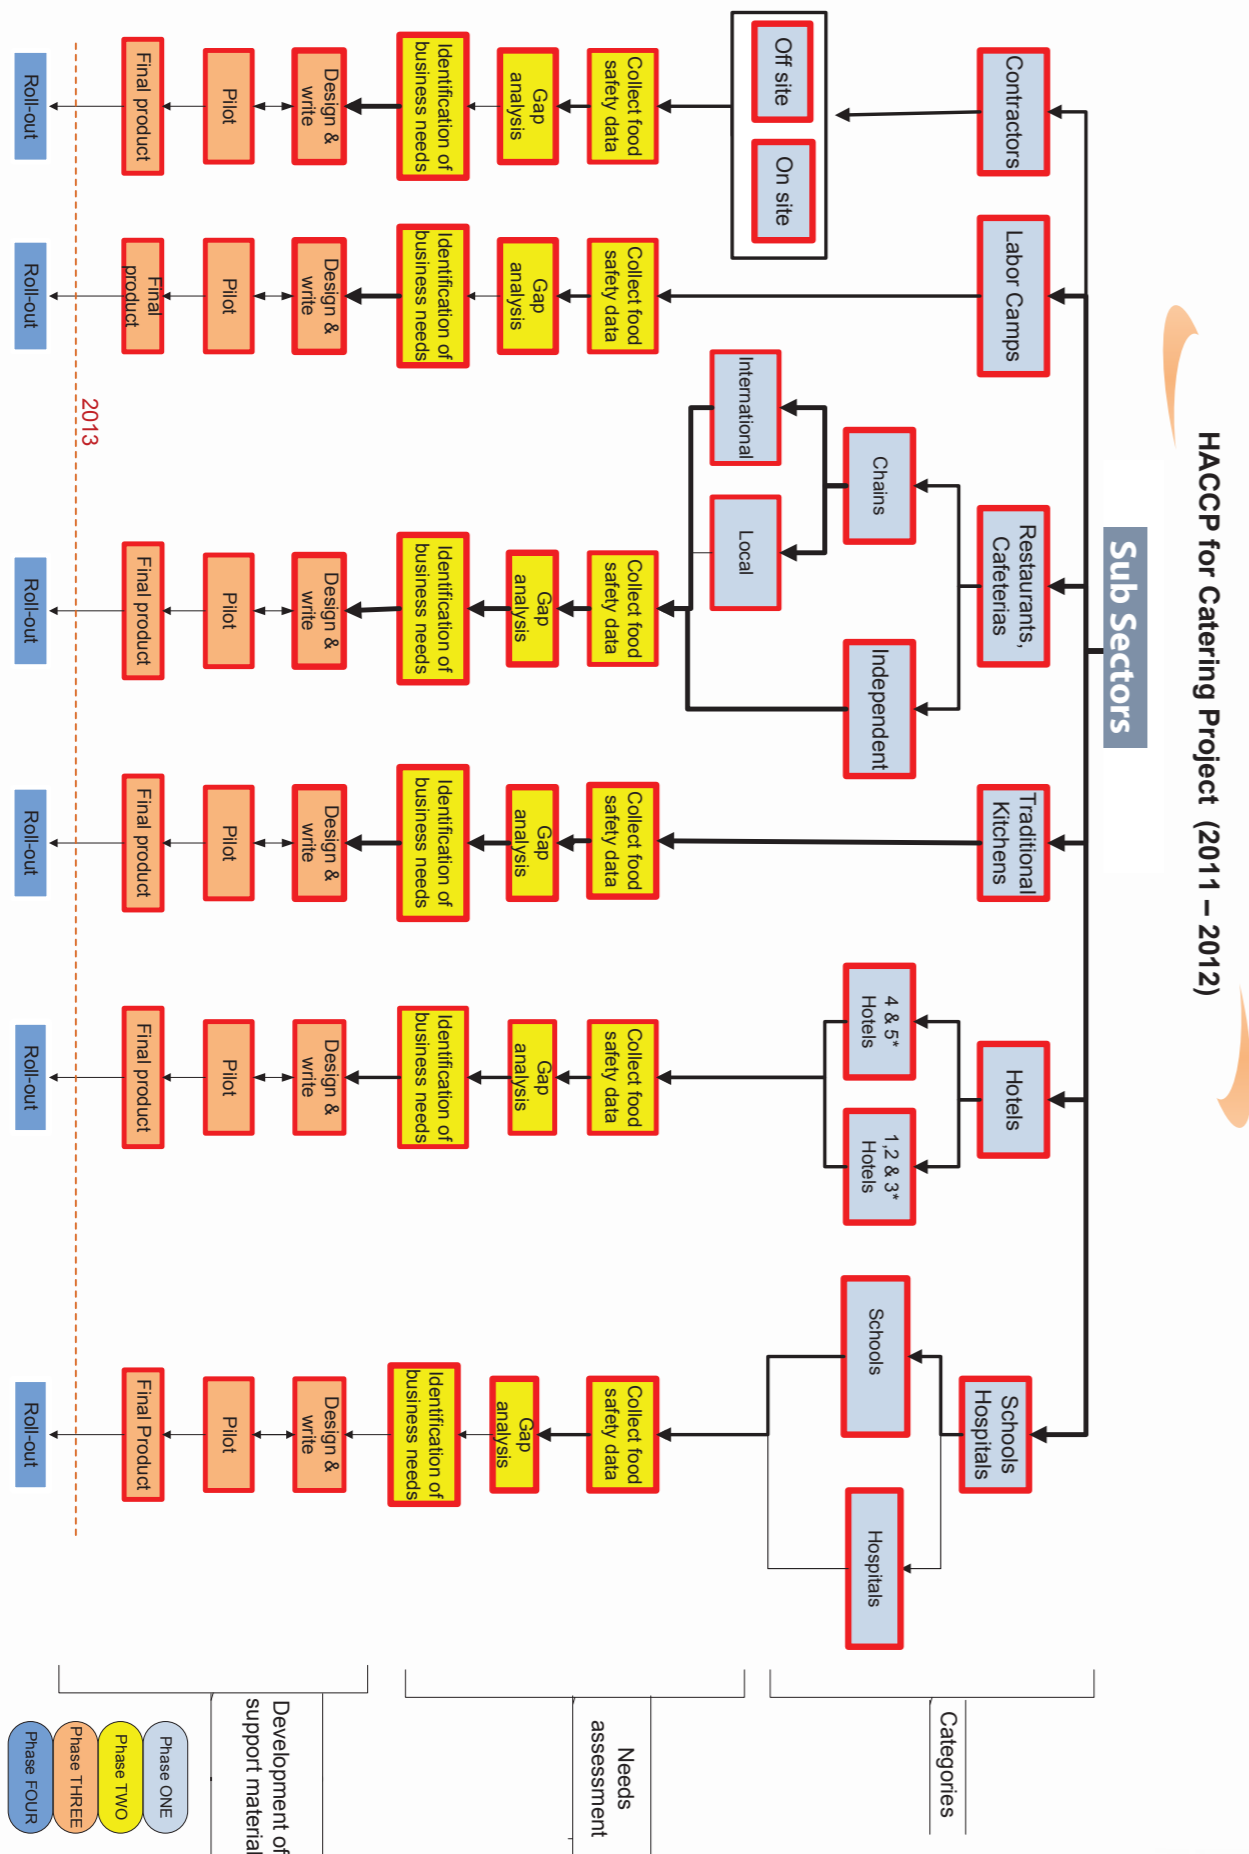 HACCP for Catering Project (2011 – 2012)
Sub Sectors
Contractors
Labor Camps
Restaurants,
Cafeterias
Traditional
Kitchens
Hotels
Schools
Hospitals
Off site
On site
Chains
Independent
4 & 5*
Hotels
1,2 & 3*
Hotels
Schools
Hospitals
International
Local
Categories
Collect food
safety data
Collect food
safety data
Collect food
safety data
Collect food
safety data
Collect food
safety data
Collect food
safety data
Gap
analysis
Gap
analysis
Gap
analysis
Gap
analysis
Gap
analysis
Gap
analysis
Needs
assessment
Identification of
business needs
Identification of
business needs
Identification of
business needs
Identification of
business needs
Identification of
business needs
Identification of
business needs
Design &
write
Design &
write
Design &
write
Design &
write
Design &
write
Design &
write
Development of
support material
Pilot
Pilot
Pilot
Pilot
Pilot
Pilot
Final product
Final
product
Final product
Final product
Final product
Final Product
2013
Roll-out
Roll-out
Roll-out
Roll-out
Roll-out
Roll-out
Phase ONE
Phase TWO
Phase THREE
Phase FOUR